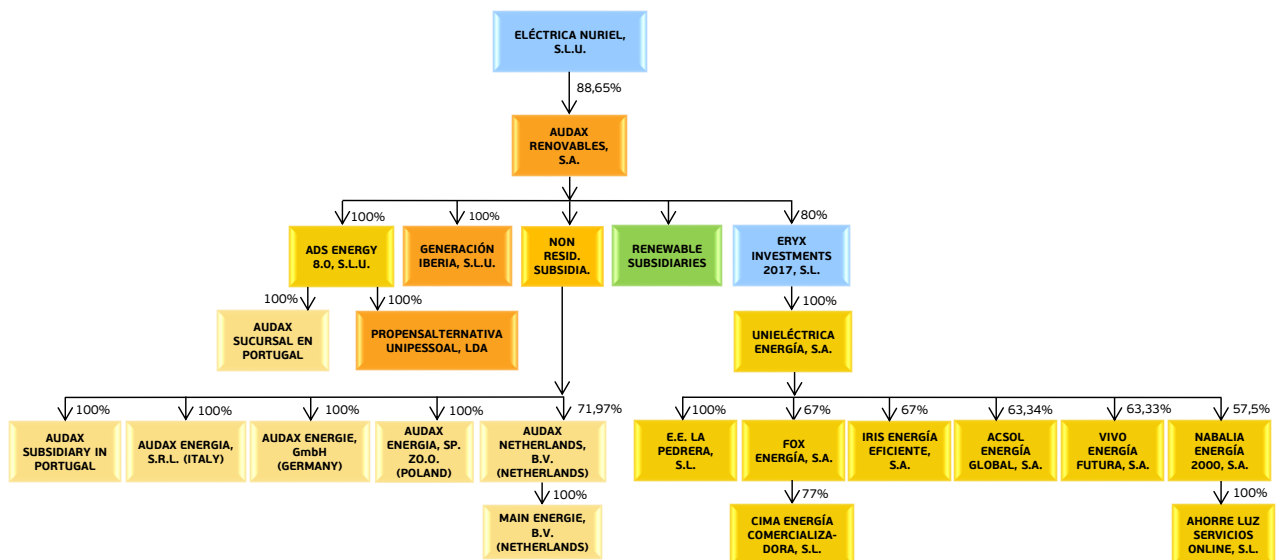 ELÉCTRICA NURIEL,
S.L.U.
88,65%
AUDAX
RENOVABLES,
S.A.
100%
100%
80%
ADS ENERGY
8.0, S.L.U.
GENERACIÓN
IBERIA, S.L.U.
NON
RESID.
SUBSIDIA.
RENEWABLE
SUBSIDIARIES
ERYX
INVESTMENTS
2017, S.L.
100%
100%
100%
AUDAX
SUCURSAL EN
PORTUGAL
PROPENSALTERNATIVA
UNIPESSOAL, LDA
UNIELÉCTRICA
ENERGÍA, S.A.
100%
100%
100%
100%
71,97%
100%
67%
67%
63,34%
63,33%
57,5%
AUDAX
SUBSIDIARY IN
PORTUGAL
AUDAX ENERGIA,
S.R.L. (ITALY)
AUDAX ENERGIE,
GmbH
(GERMANY)
AUDAX
ENERGIA, SP.
ZO.O.
(POLAND)
AUDAX
NETHERLANDS,
B.V.
(NETHERLANDS)
E.E. LA
PEDRERA,
S.L.
FOX
ENERGÍA, S.A.
IRIS ENERGÍA
EFICIENTE,
S.A.
ACSOL
ENERGÍA
GLOBAL, S.A.
VIVO
ENERGÍA
FUTURA, S.A.
NABALIA
ENERGÍA
2000, S.A.
100%
77%
100%
MAIN ENERGIE,
B.V.
(NETHERLANDS)
CIMA ENERGÍA
COMERCIALIZA-
DORA, S.L.
AHORRE LUZ
SERVICIOS
ONLINE, S.L.